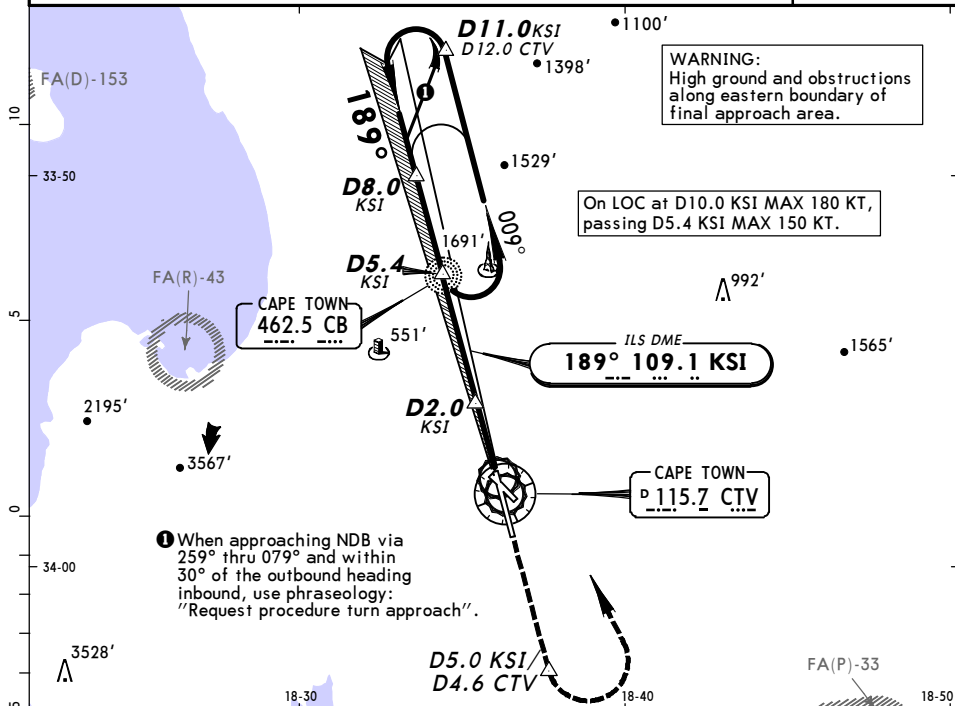 D11.0 KSI
D12.0 CTV
1100'
1398'
WARNING:
High ground and obstructions
along eastern boundary of
final approach area.
FA(D)-153
10
❶
189°
1529'
33-50
D8.0
KSI
On LOC at D10.0 KSI MAX 180 KT,
passing D5.4 KSI MAX 150 KT.
009°
1691'
D5.4
KSI
FA(R)-43
992'
CAPE TOWN
462.5 CB
5
551'
ILS DME
189° 109.1 KSI
1565'
D2.0
KSI
2195'
3567'
CAPE TOWN
D 115.7 CTV
0
❶ When approaching NDB via
259° thru 079° and within
30° of the outbound heading
inbound, use phraseology:
"Request procedure turn approach".
34-00
3528'
D5.0 KSI
D4.6 CTV
FA(P)-33
5
18-30
18-40
18-50